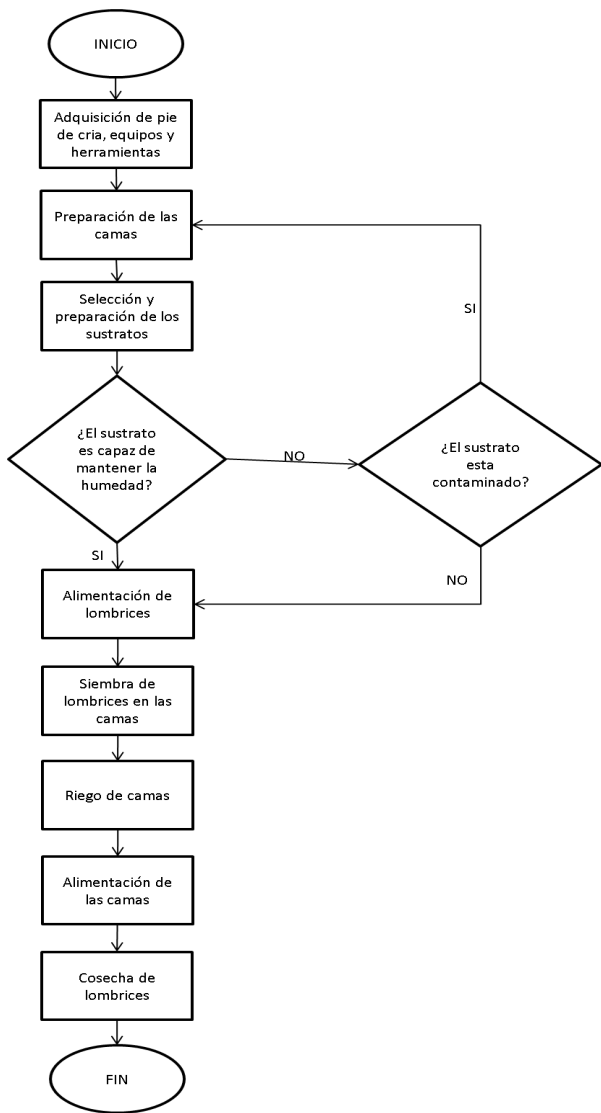 INICIO
Adquisición de pie
de cria, equipos y
herramientas
Preparación de las
camas
Selección y
preparación de los
sustratos
SI
¿El sustrato
es capaz de
mantener la
humedad?
NO
¿El sustrato
esta
contaminado?
SI
NO
Alimentación de
lombrices
Siembra de
lombrices en las
camas
Riego de camas
Alimentación de
las camas
Cosecha de
lombrices
FIN